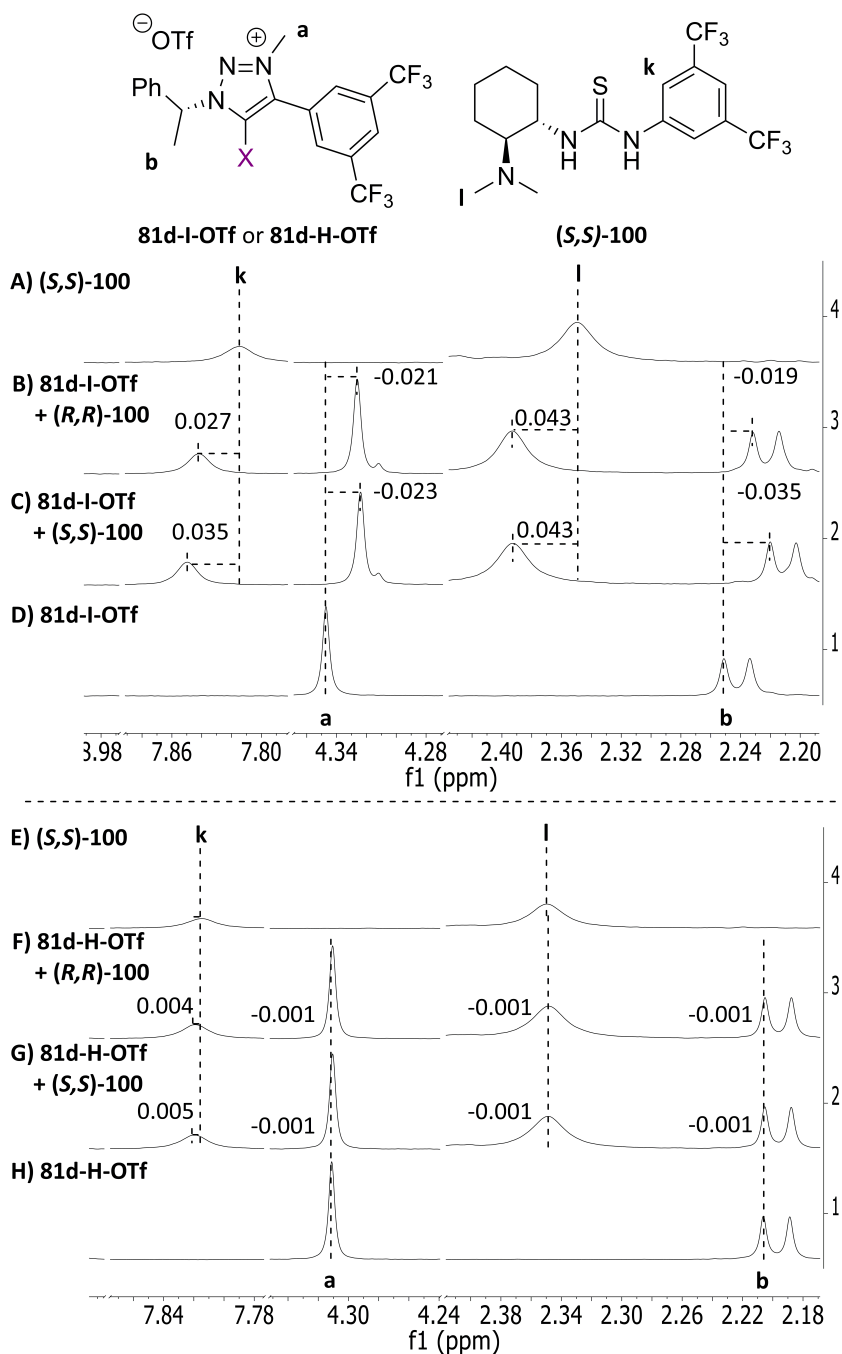 ⊖
OTf
⊕
a
N=N
N
Ph
N
CF₃
b
X
CF₃
k
CF₃
S
N
H
N
H
CF₃
l
N
81d-I-OTf or 81d-H-OTf
(S,S)-100
k
l
A) (S,S)-100
4
B) 81d-I-OTf
+ (R,R)-100
0.027
-0.021
0.043
-0.019
3
C) 81d-I-OTf
+ (S,S)-100
0.035
-0.023
0.043
-0.035
2
D) 81d-I-OTf
1
a
b
7.86 7.80 4.34 4.28 2.40 2.36 2.32 2.28 2.24 2.20
f1 (ppm)
k
l
E) (S,S)-100
4
F) 81d-H-OTf
+ (R,R)-100
0.004
-0.001
-0.001
-0.001
3
G) 81d-H-OTf
+ (S,S)-100
0.005
-0.001
-0.001
-0.001
2
H) 81d-H-OTf
1
a
b
7.84 7.78 4.30 4.24 2.38 2.34 2.30 2.26 2.22 2.18
f1 (ppm)